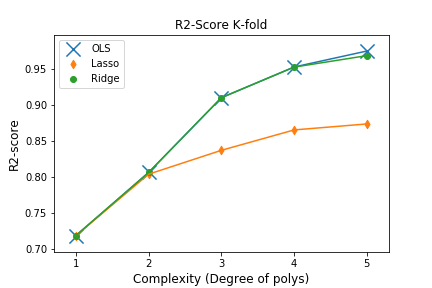 R2-Score K-fold
OLS
Lasso
Ridge
0.95
0.90
0.85
0.80
0.75
0.70
R2-score
1 2 3 4 5
Complexity (Degree of polys)